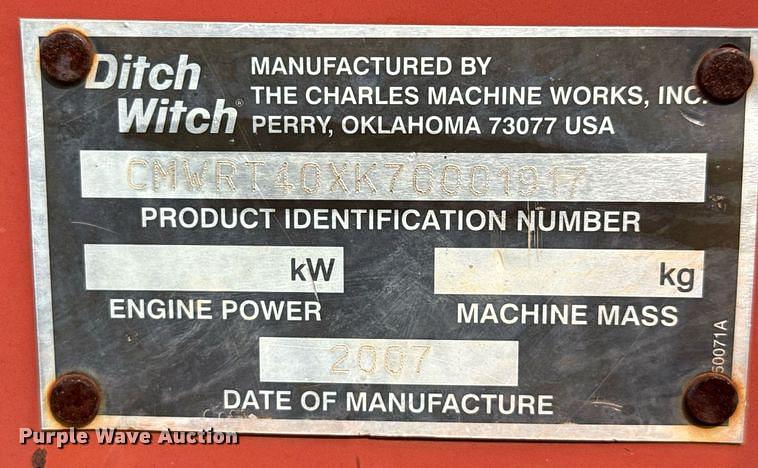 Ditch Witch®
MANUFACTURED BY
THE CHARLES MACHINE WORKS, INC.
PERRY, OKLAHOMA 73077 USA
CMWRT40XK70001917
PRODUCT IDENTIFICATION NUMBER
kW
kg
ENGINE POWER
MACHINE MASS
2007
DATE OF MANUFACTURE
50071A
Purple Wave Auction